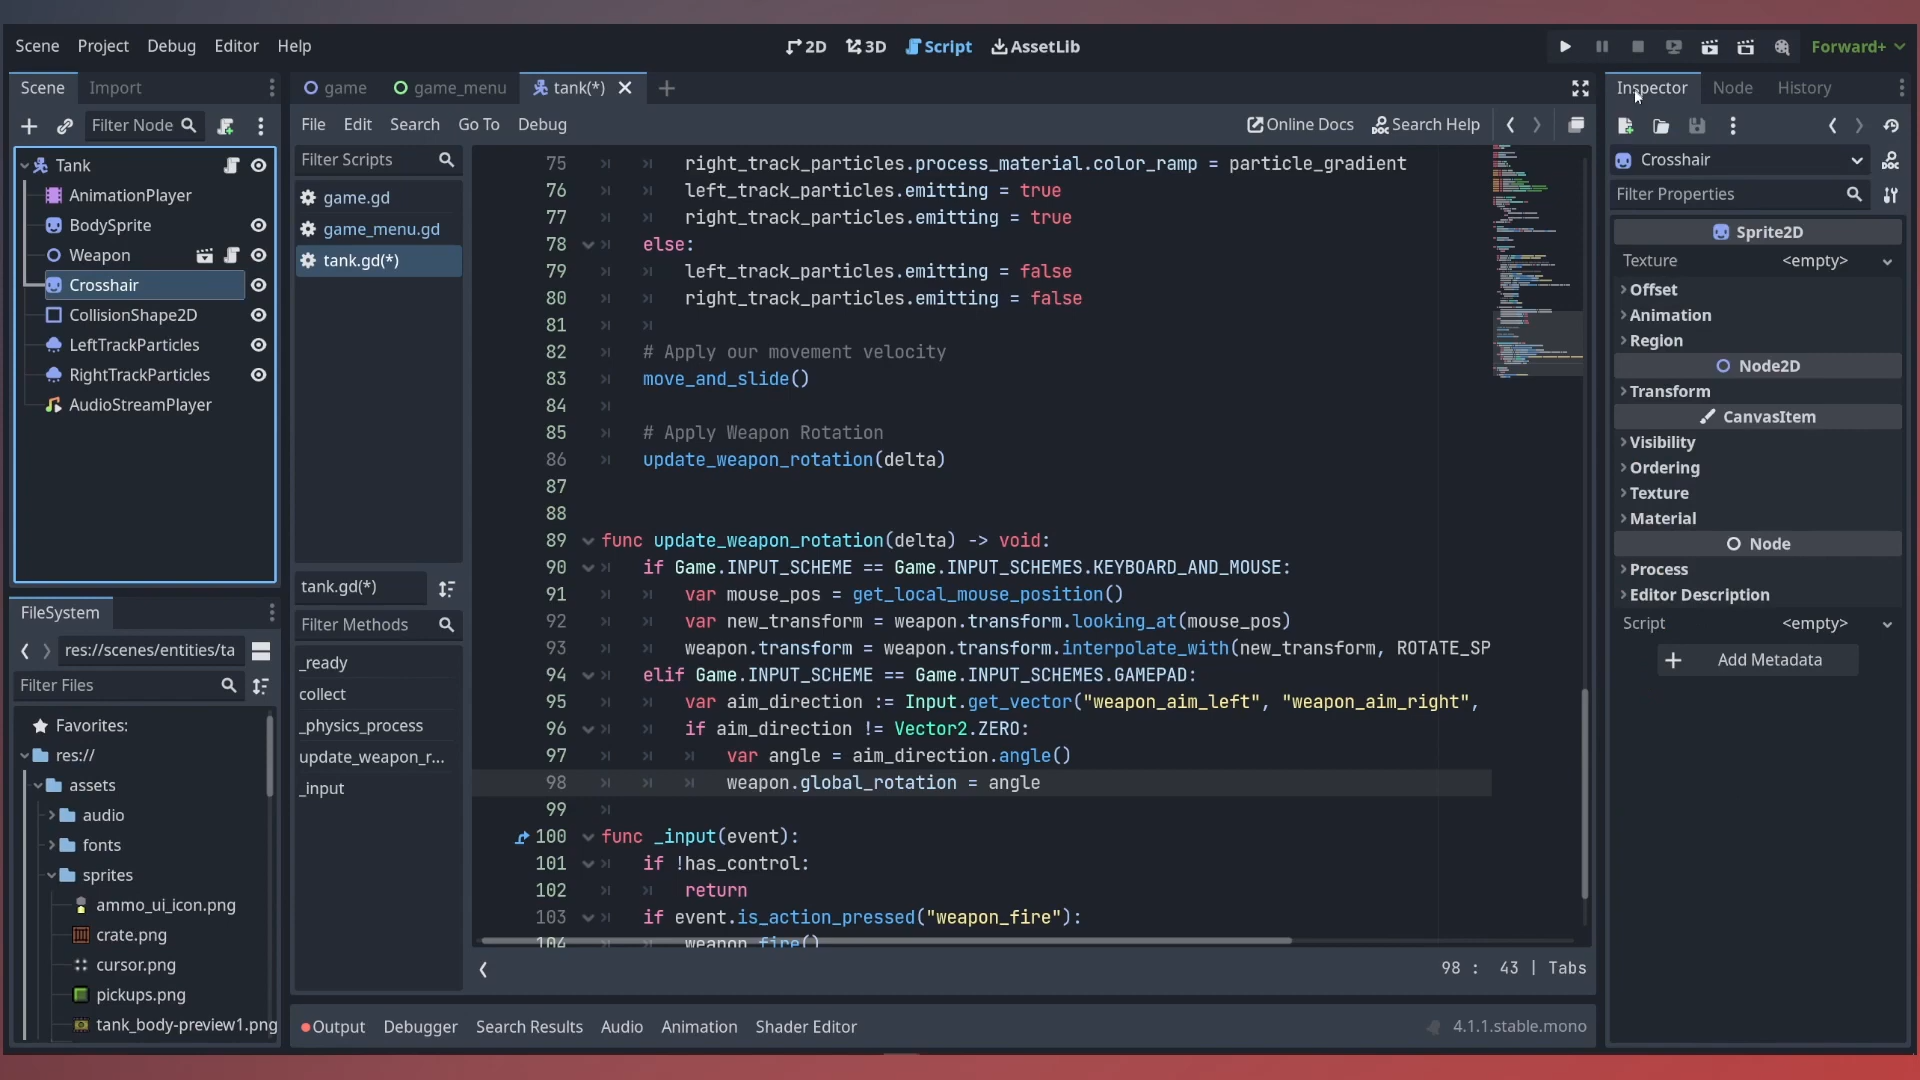 Scene Project Debug Editor Help
2D 3D Script AssetLib
Forward+
Scene Import
Filter Node
Tank
AnimationPlayer
BodySprite
Weapon
Crosshair
CollisionShape2D
LeftTrackParticles
RightTrackParticles
AudioStreamPlayer
FileSystem
res://scenes/entities/ta
Filter Files
Favorites:
res://
assets
audio
fonts
sprites
ammo_ui_icon.png
crate.png
cursor.png
pickups.png
tank_body-preview1.png
game game_menu tank(*)
File Edit Search Go To Debug
Online Docs Search Help
Filter Scripts
game.gd
game_menu.gd
tank.gd(*)
tank.gd(*)
Filter Methods
_ready
collect
_physics_process
update_weapon_r...
_input
75 right_track_particles.process_material.color_ramp = particle_gradient
76 left_track_particles.emitting = true
77 right_track_particles.emitting = true
78 else:
79 left_track_particles.emitting = false
80 right_track_particles.emitting = false
81
82 # Apply our movement velocity
83 move_and_slide()
84
85 # Apply Weapon Rotation
86 update_weapon_rotation(delta)
87
88
89 func update_weapon_rotation(delta) -> void:
90 if Game.INPUT_SCHEME == Game.INPUT_SCHEMES.KEYBOARD_AND_MOUSE:
91 var mouse_pos = get_local_mouse_position()
92 var new_transform = weapon.transform.looking_at(mouse_pos)
93 weapon.transform = weapon.transform.interpolate_with(new_transform, ROTATE_SP
94 elif Game.INPUT_SCHEME == Game.INPUT_SCHEMES.GAMEPAD:
95 var aim_direction := Input.get_vector("weapon_aim_left", "weapon_aim_right",
96 if aim_direction != Vector2.ZERO:
97 var angle = aim_direction.angle()
98 weapon.global_rotation = angle
99
100 func _input(event):
101 if !has_control:
102 return
103 if event.is_action_pressed("weapon_fire"):
104 weapon.fire()
98 : 43 | Tabs
Output Debugger Search Results Audio Animation Shader Editor
4.1.1.stable.mono
Inspector Node History
Crosshair
Filter Properties
Sprite2D
Texture <empty>
Offset
Animation
Region
Node2D
Transform
CanvasItem
Visibility
Ordering
Texture
Material
Node
Process
Editor Description
Script <empty>
Add Metadata